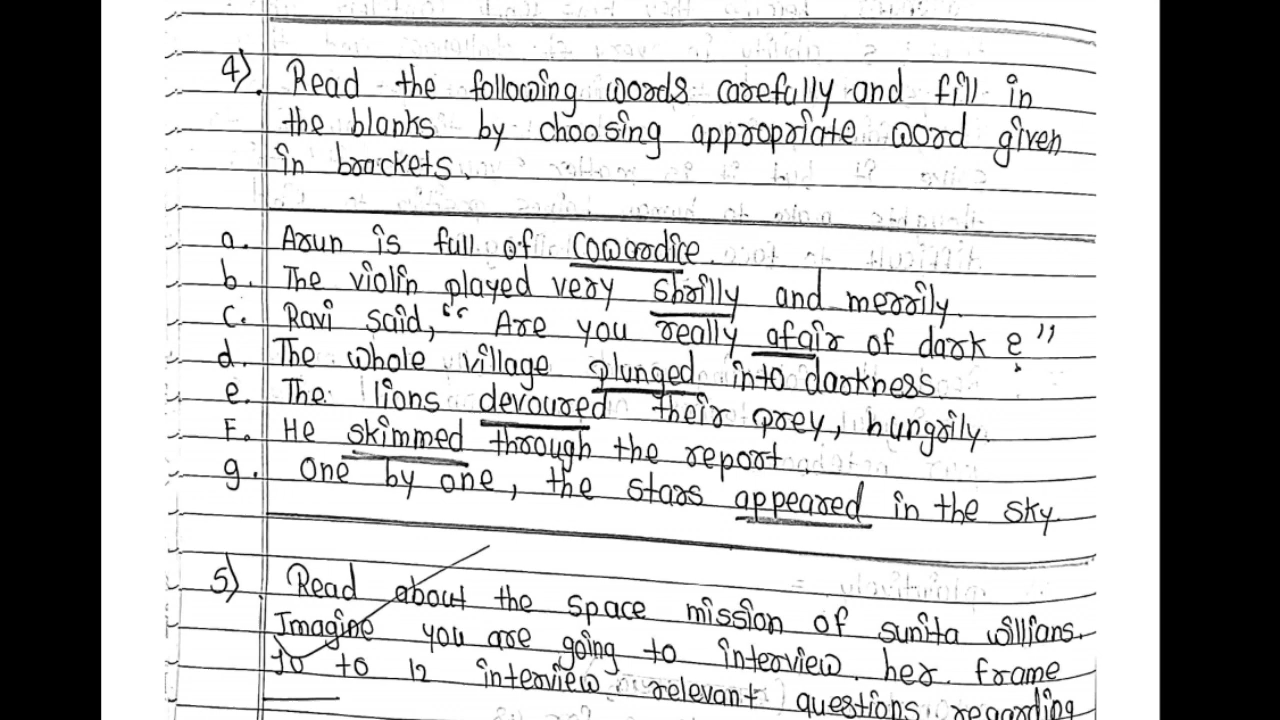 4). Read the following words carefully and fill in
the blanks by choosing appropriate word given
in brackets.
a. Arun is full of cowardice.
b. The violin played very shrilly and merrily.
c. Ravi said, “ Are you really afair of dark ? ”
d. The whole village plunged into darkness.
e. The lions devoured their prey, hungrily.
F. He skimmed through the report
g. One by one, the stars appeared in the sky.
5) Read about the space mission of sunita willians.
Imagine you are going to interview her frame
10 to 12 interview relevant questions regarding